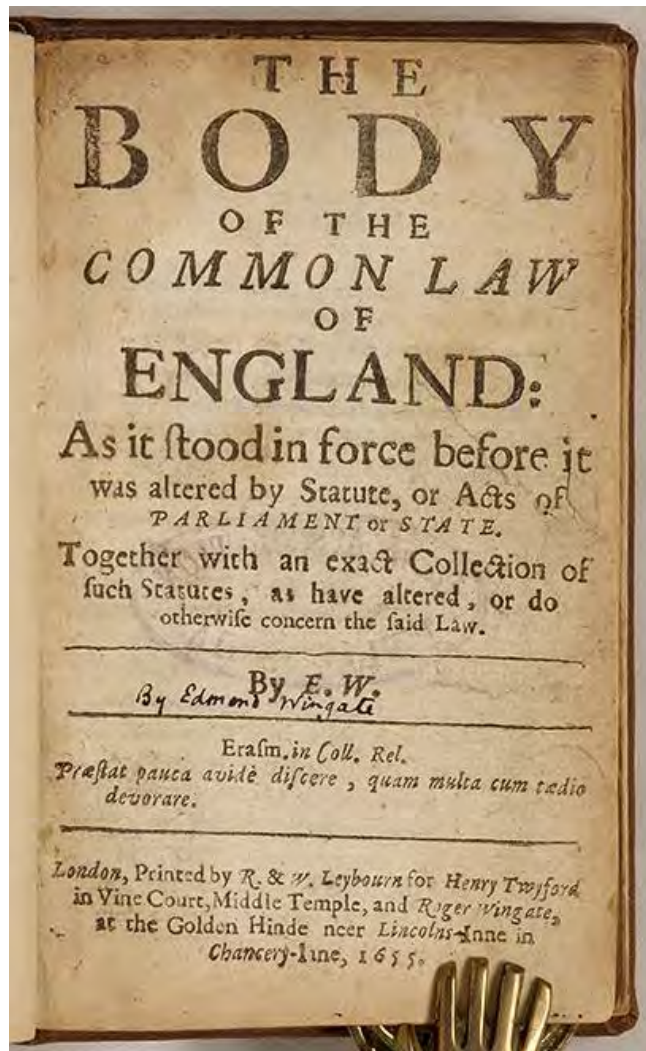 THE
BODY
OF THE
COMMON LAW
OF
ENGLAND:
As it ſtood in force before it
was altered by Statute, or Acts of
PARLIAMENT or STATE.
Together with an exact Collection of
ſuch Statutes, as have altered, or do
otherwiſe concern the ſaid Law.
By E. W.
By Edmond Wingate
Eraſm. in Coll. Rel.
Præſtat pauca avidè diſcere, quam multa cum tædio
devorare.
London, Printed by R. & W. Leybourn for Henry Twyford
in Vine Court, Middle Temple, and Roger Wingate,
at the Golden Hinde neer Lincolns-Inne in
Chancery-lane, 1655.